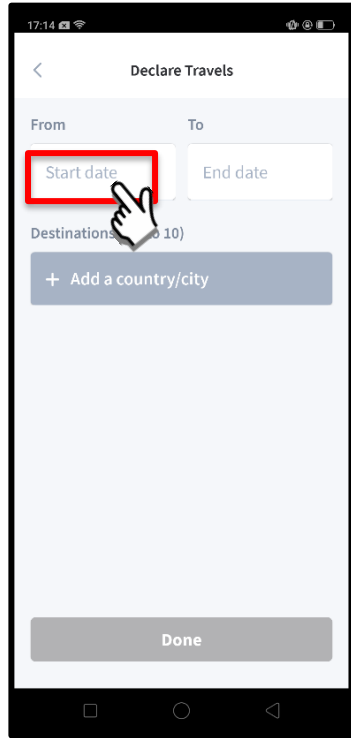 17:14
Declare Travels
From To
Start date End date
Destinations 10)
+ Add a country/city
Done